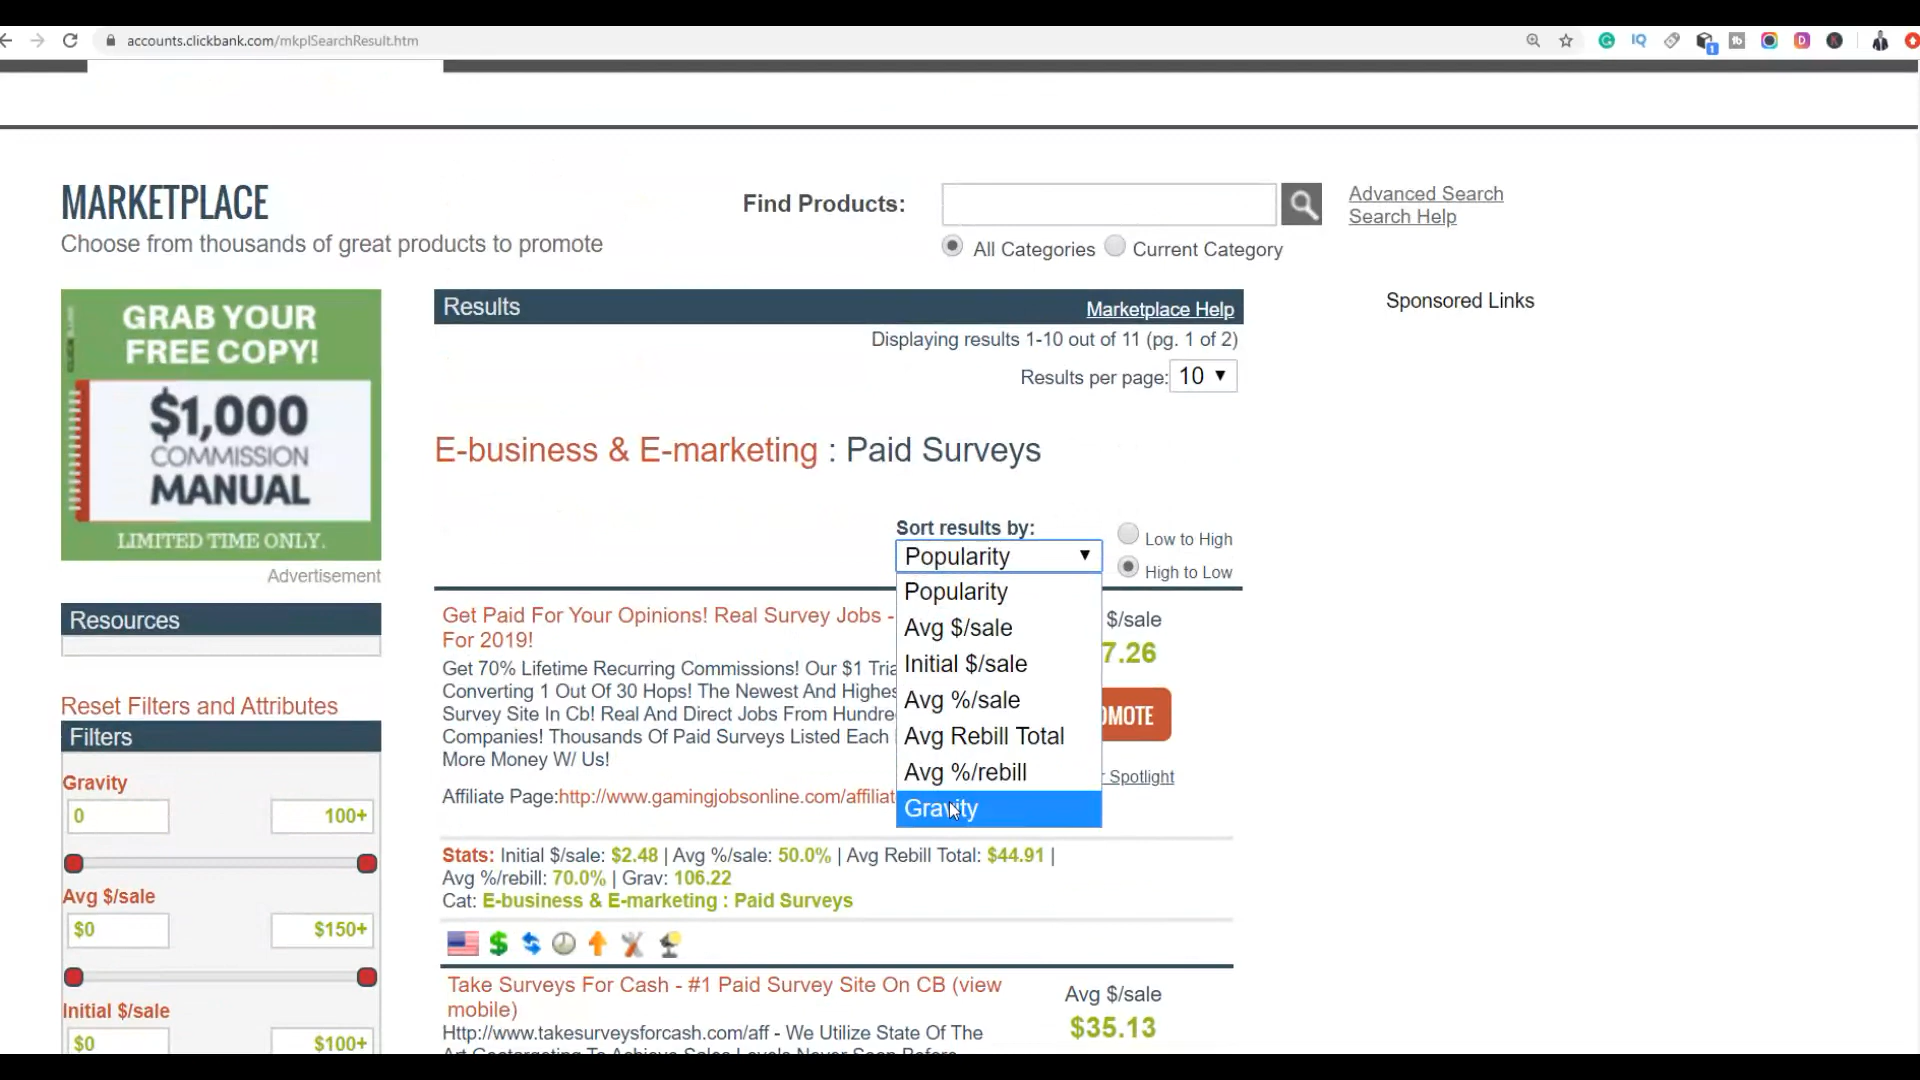 accounts.clickbank.com/mkplSearchResult.htm
MARKETPLACE
Choose from thousands of great products to promote
Find Products:
Advanced Search
Search Help
All Categories
Current Category
GRAB YOUR
FREE COPY!
$1,000
COMMISSION
MANUAL
LIMITED TIME ONLY.
Advertisement
Results
Marketplace Help
Sponsored Links
Displaying results 1-10 out of 11 (pg. 1 of 2)
Results per page: 10
E-business & E-marketing : Paid Surveys
Sort results by:
Popularity
Low to High
High to Low
Popularity
Avg $/sale
Initial $/sale
Avg %/sale
Avg Rebill Total
Avg %/rebill
Gravity
Resources
Reset Filters and Attributes
Filters
Gravity
0 100+
Avg $/sale
$0 $150+
Initial $/sale
$0 $100+
Get Paid For Your Opinions! Real Survey Jobs -
For 2019!
Get 70% Lifetime Recurring Commissions! Our $1
Converting 1 Out Of 30 Hops! The Newest And
Survey Site In Cb! Real And Direct Jobs From
Companies! Thousands Of Paid Surveys Listed Each
More Money W/ Us!
Affiliate Page:http://www.gamingjobsonline.com/affiliat
$/sale
7.26
OMOTE
Spotlight
Stats: Initial $/sale: $2.48 | Avg %/sale: 50.0% | Avg Rebill Total: $44.91 |
Avg %/rebill: 70.0% | Grav: 106.22
Cat: E-business & E-marketing : Paid Surveys
Take Surveys For Cash - #1 Paid Survey Site On CB (view
mobile)
Http://www.takesurveysforcash.com/aff - We Utilize State Of The
Art Geotargeting To Achieve Sales Levels Never Seen Before
Avg $/sale
$35.13